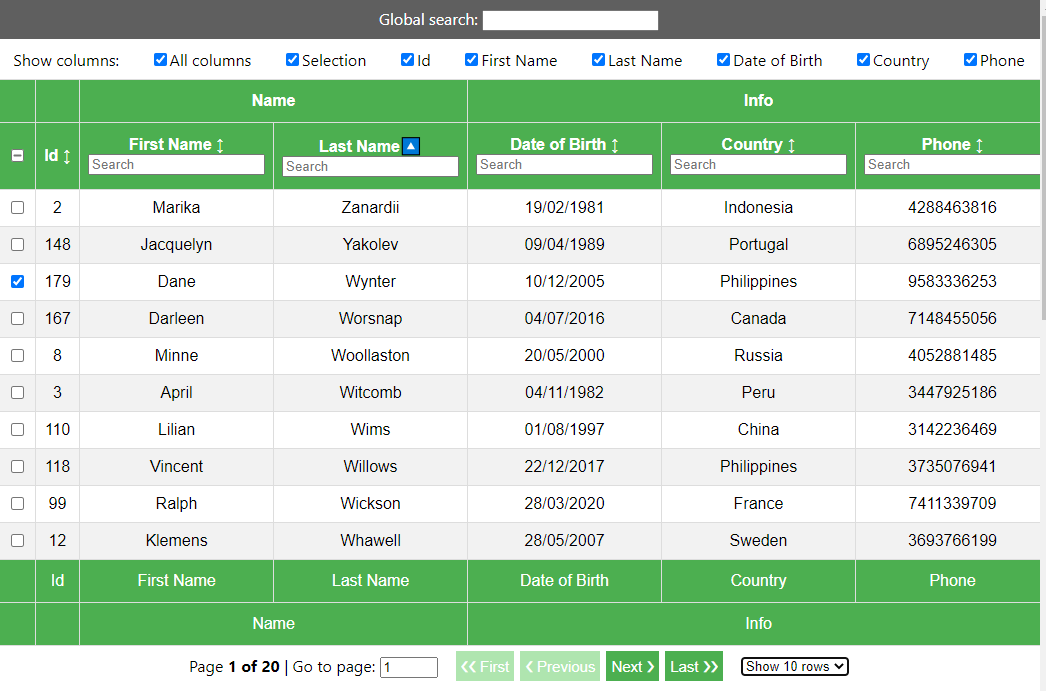 Global search:
Show columns: All columns Selection Id First Name Last Name Date of Birth Country Phone
Name Info
Id First Name Last Name Date of Birth Country Phone
Search Search Search Search Search
2 Marika Zanardii 19/02/1981 Indonesia 4288463816
148 Jacquelyn Yakolev 09/04/1989 Portugal 6895246305
179 Dane Wynter 10/12/2005 Philippines 9583336253
167 Darleen Worsnap 04/07/2016 Canada 7148455056
8 Minne Woollaston 20/05/2000 Russia 4052881485
3 April Witcomb 04/11/1982 Peru 3447925186
110 Lilian Wims 01/08/1997 China 3142236469
118 Vincent Willows 22/12/2017 Philippines 3735076941
99 Ralph Wickson 28/03/2020 France 7411339709
12 Klemens Whawell 28/05/2007 Sweden 3693766199
Id First Name Last Name Date of Birth Country Phone
Name Info
Page 1 of 20 | Go to page: 1 First Previous Next Last Show 10 rows